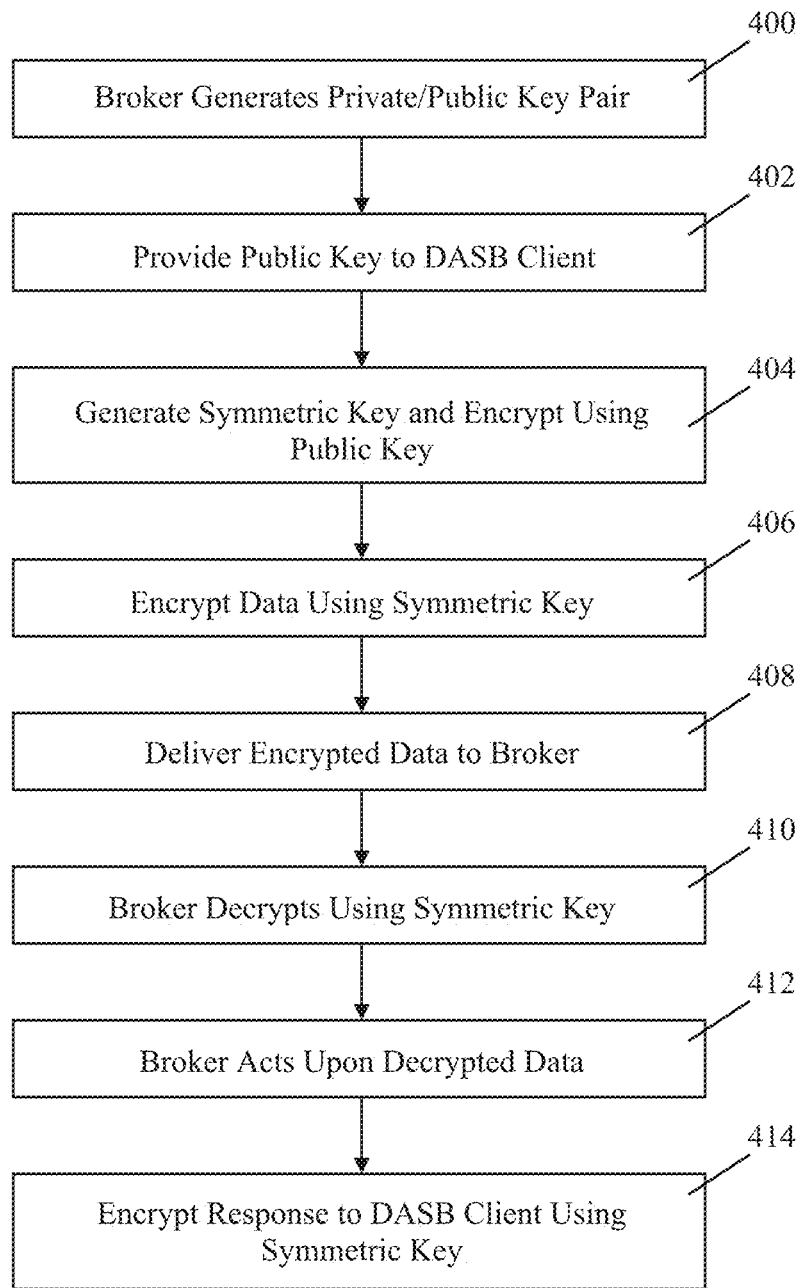 400
Broker Generates Private/Public Key Pair
402
Provide Public Key to DASB Client
404
Generate Symmetric Key and Encrypt Using
Public Key
406
Encrypt Data Using Symmetric Key
408
Deliver Encrypted Data to Broker
410
Broker Decrypts Using Symmetric Key
412
Broker Acts Upon Decrypted Data
414
Encrypt Response to DASB Client Using
Symmetric Key